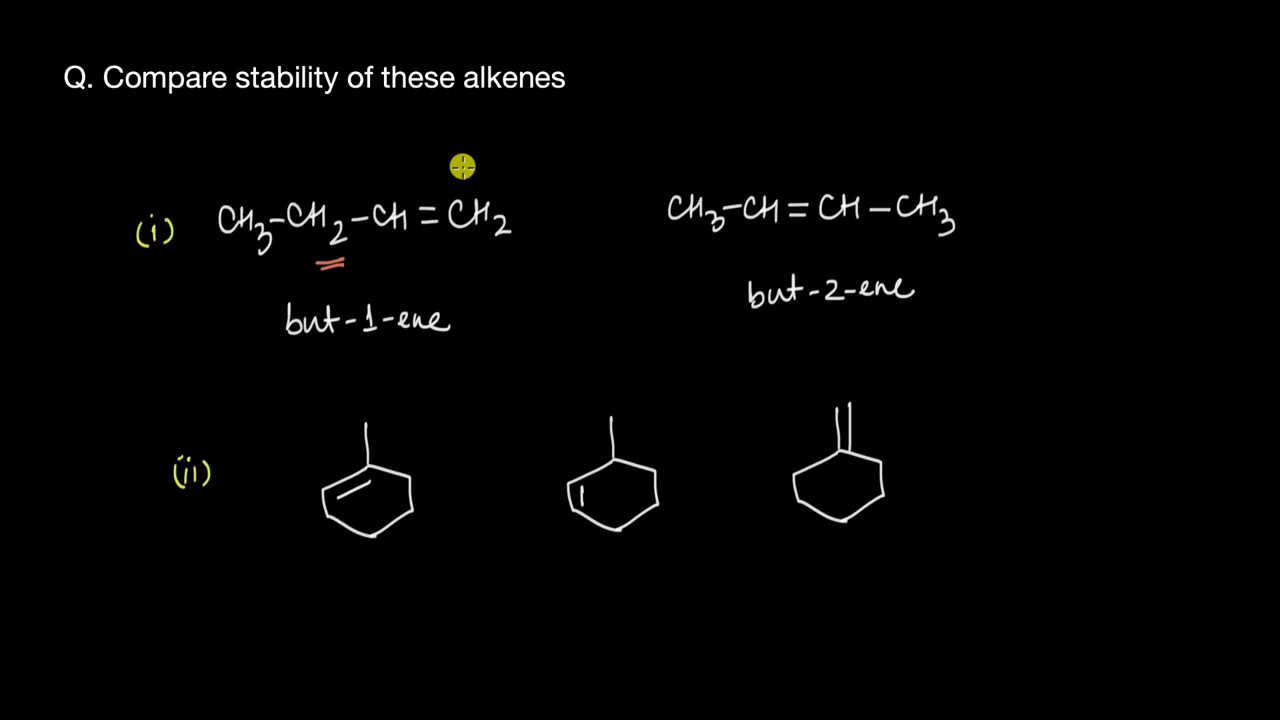 Q. Compare stability of these alkenes
(i) CH₃-CH₂-CH=CH₂ CH₃-CH=CH-CH₃
but-1-ene but-2-ene
(ii)